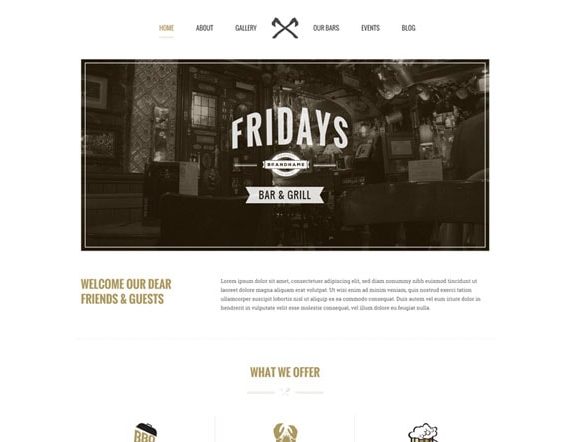 HOME
ABOUT
GALLERY
OUR BARS
EVENTS
BLOG
FRIDAYS
BRANDNAME
BAR & GRILL
WELCOME OUR DEAR
FRIENDS & GUESTS
Lorem ipsum dolor sit amet, consectetuer adipiscing elit, sed diam nonummy nibh euismod tincidunt ut
laoreet dolore magna aliquam erat volutpat. Ut wisi enim ad minim veniam, quis nostrud exerci tation
ullamcorper suscipit lobortis nisl ut aliquip ex ea commodo consequat. Duis autem vel eum iriure dolor in
hendrerit in vulputate velit esse molestie consequat, vel illum dolore eu feugiat nulla.
WHAT WE OFFER
BBQ